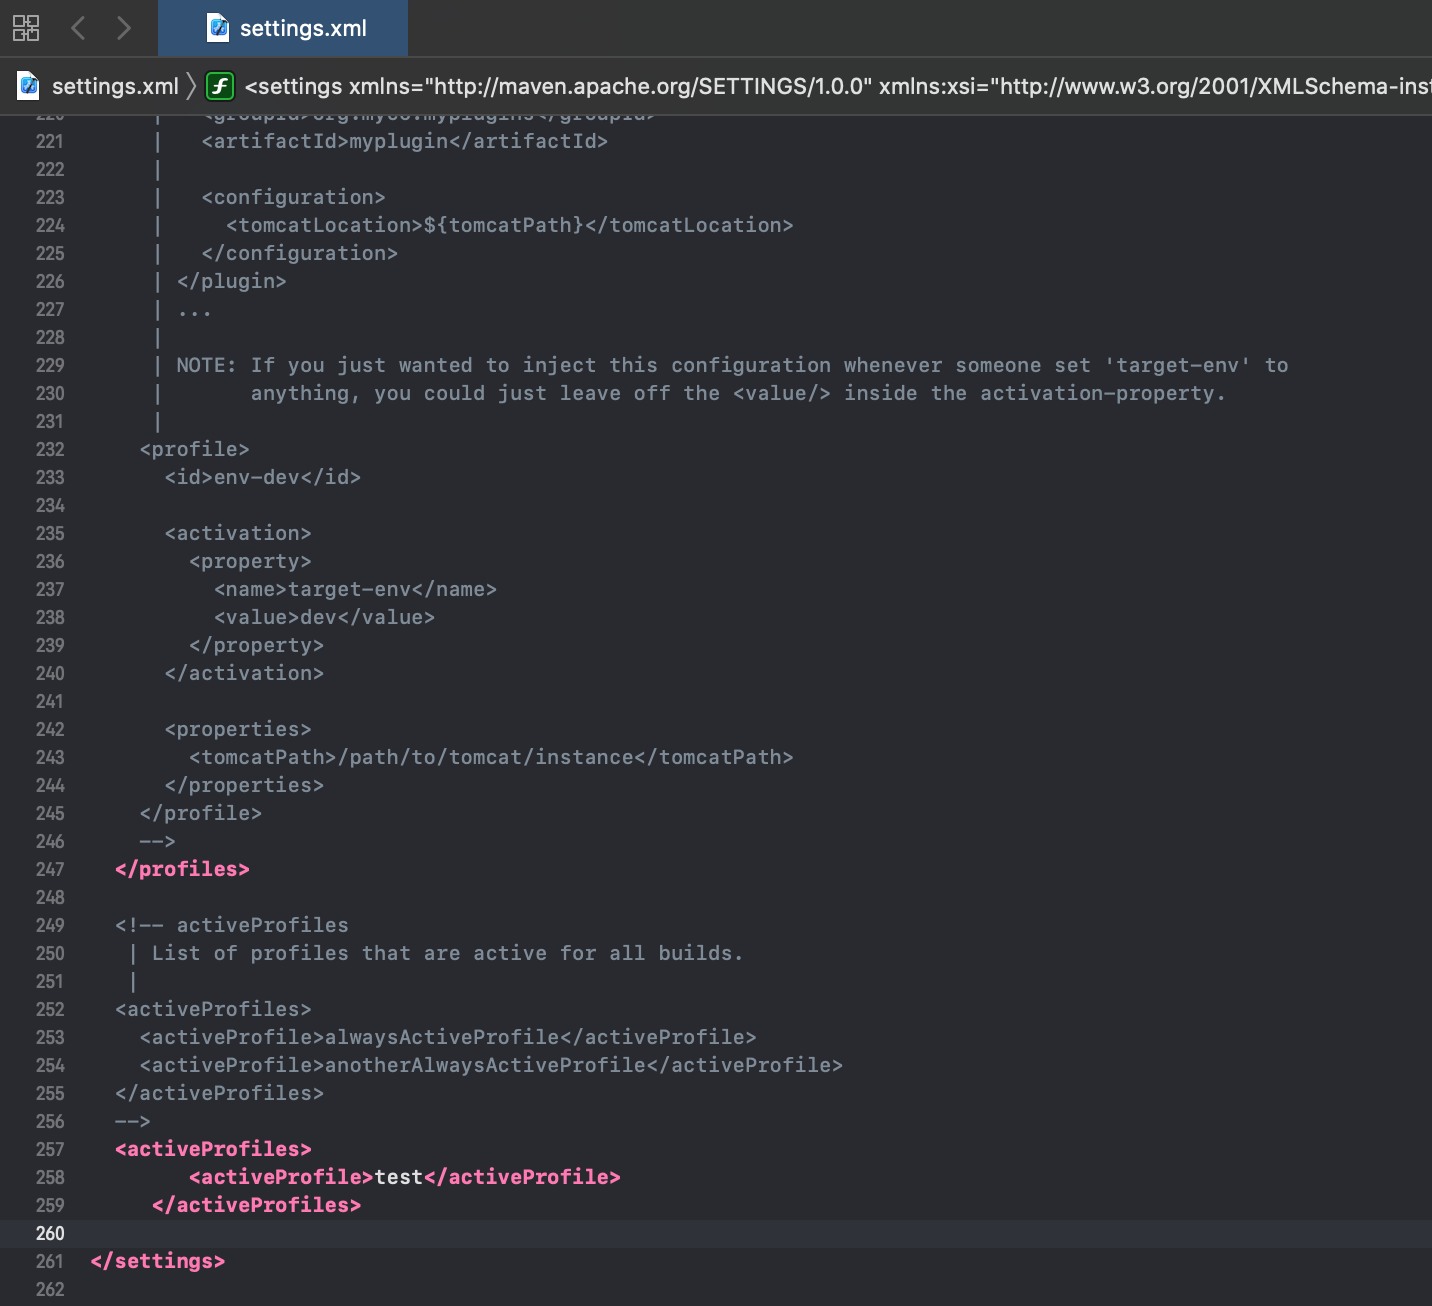 settings.xml
settings.xml 〉 f <settings xmlns="http://maven.apache.org/SETTINGS/1.0.0" xmlns:xsi="http://www.w3.org/2001/XMLSchema-inst
220 | <groupId>org.myco.myplugins</groupId>
221 | <artifactId>myplugin</artifactId>
222 |
223 | <configuration>
224 | <tomcatLocation>${tomcatPath}</tomcatLocation>
225 | </configuration>
226 | </plugin>
227 | ...
228 |
229 | NOTE: If you just wanted to inject this configuration whenever someone set 'target-env' to
230 | anything, you could just leave off the <value/> inside the activation-property.
231 |
232 <profile>
233 <id>env-dev</id>
234
235 <activation>
236 <property>
237 <name>target-env</name>
238 <value>dev</value>
239 </property>
240 </activation>
241
242 <properties>
243 <tomcatPath>/path/to/tomcat/instance</tomcatPath>
244 </properties>
245 </profile>
246 -->
247 </profiles>
248
249 <!-- activeProfiles
250 | List of profiles that are active for all builds.
251 |
252 <activeProfiles>
253 <activeProfile>alwaysActiveProfile</activeProfile>
254 <activeProfile>anotherAlwaysActiveProfile</activeProfile>
255 </activeProfiles>
256 -->
257 <activeProfiles>
258 <activeProfile>test</activeProfile>
259 </activeProfiles>
260
261 </settings>
262